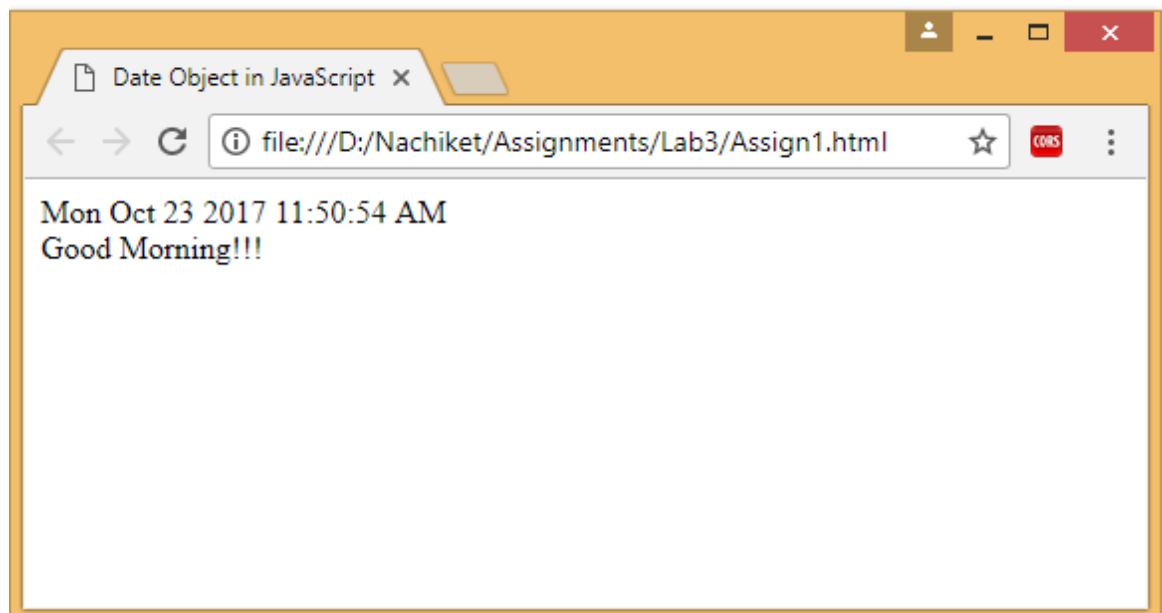 Date Object in JavaScript
file:///D:/Nachiket/Assignments/Lab3/Assign1.html
CORS
Mon Oct 23 2017 11:50:54 AM
Good Morning!!!